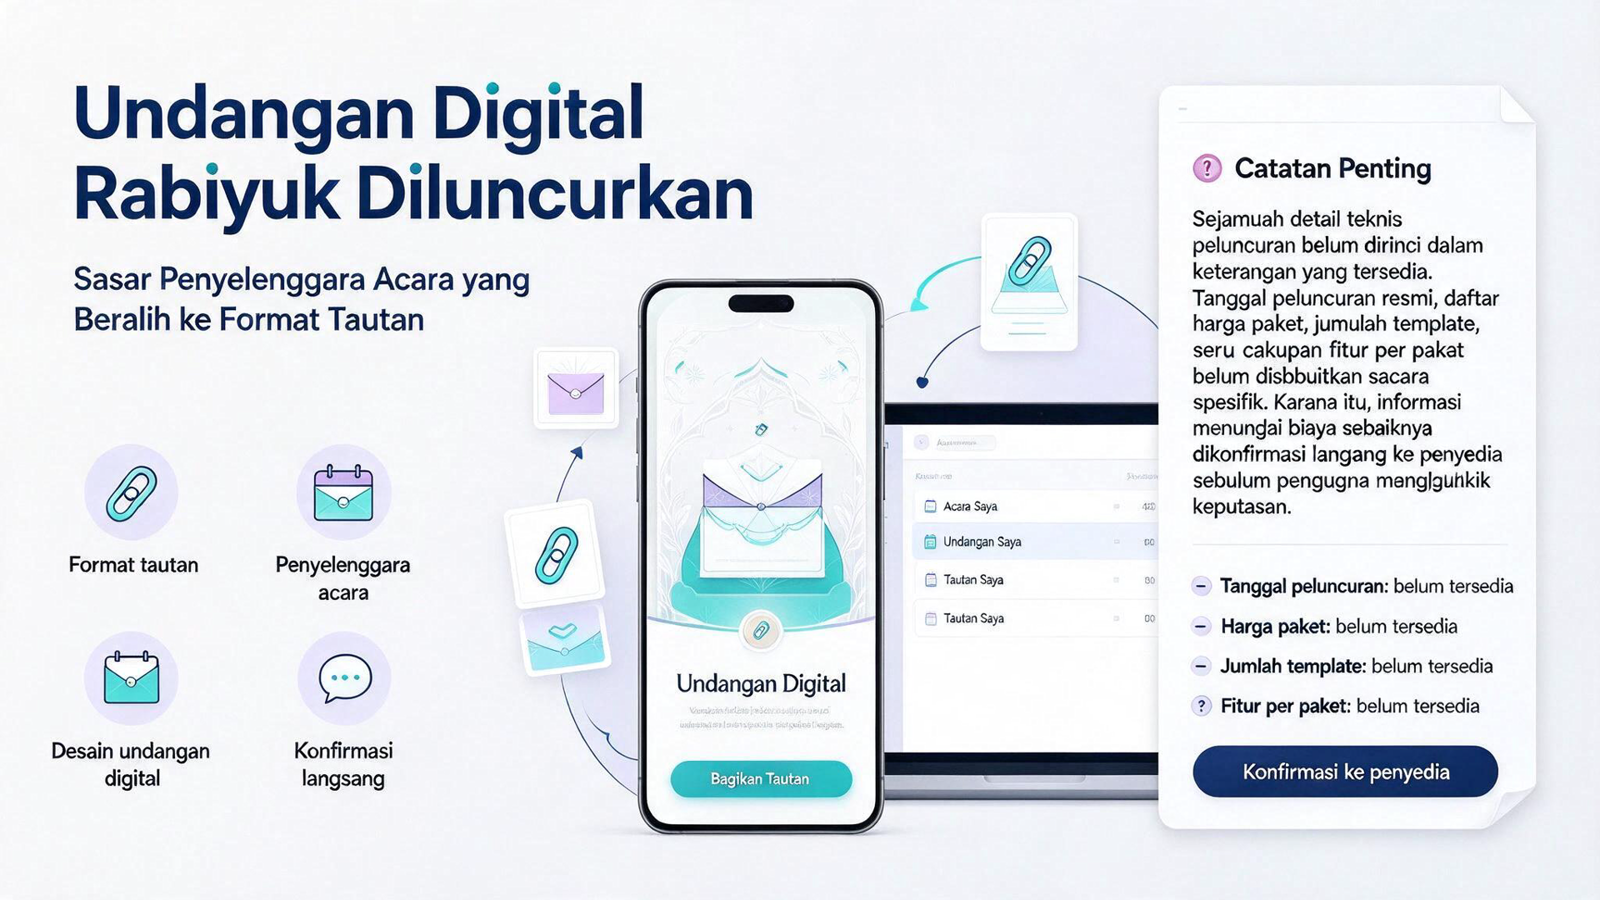 Undangan Digital
Rabiyuk Diluncurkan
Sasar Penyelenggara Acara yang
Beralih ke Format Tautan
Format tautan
Penyelenggara
acara
Desain undangan
digital
Konfirmasi
langsang
Undangan Digital
Bagikan Tautan
Acara Saya
Undangan Saya
Tautan Saya
Tautan Saya
Catatan Penting
Sejamuah detail teknis
peluncuran belum dirinci dalam
keterangan yang tersedia.
Tanggal peluncuran resmi, daftar
harga paket, jumulah template,
seru cakupan fitur per pakat
belum disbbuitkan sacara
spesifik. Karana itu, informasi
menungai biaya sebaiknya
dikonfirmasi langang ke penyedia
sebulum pengugna
keputasan.
Tanggal peluncuran: belum tersedia
Harga paket: belum tersedia
Jumlah template: belum tersedia
Fitur per paket: belum tersedia
Konfirmasi ke penyedia